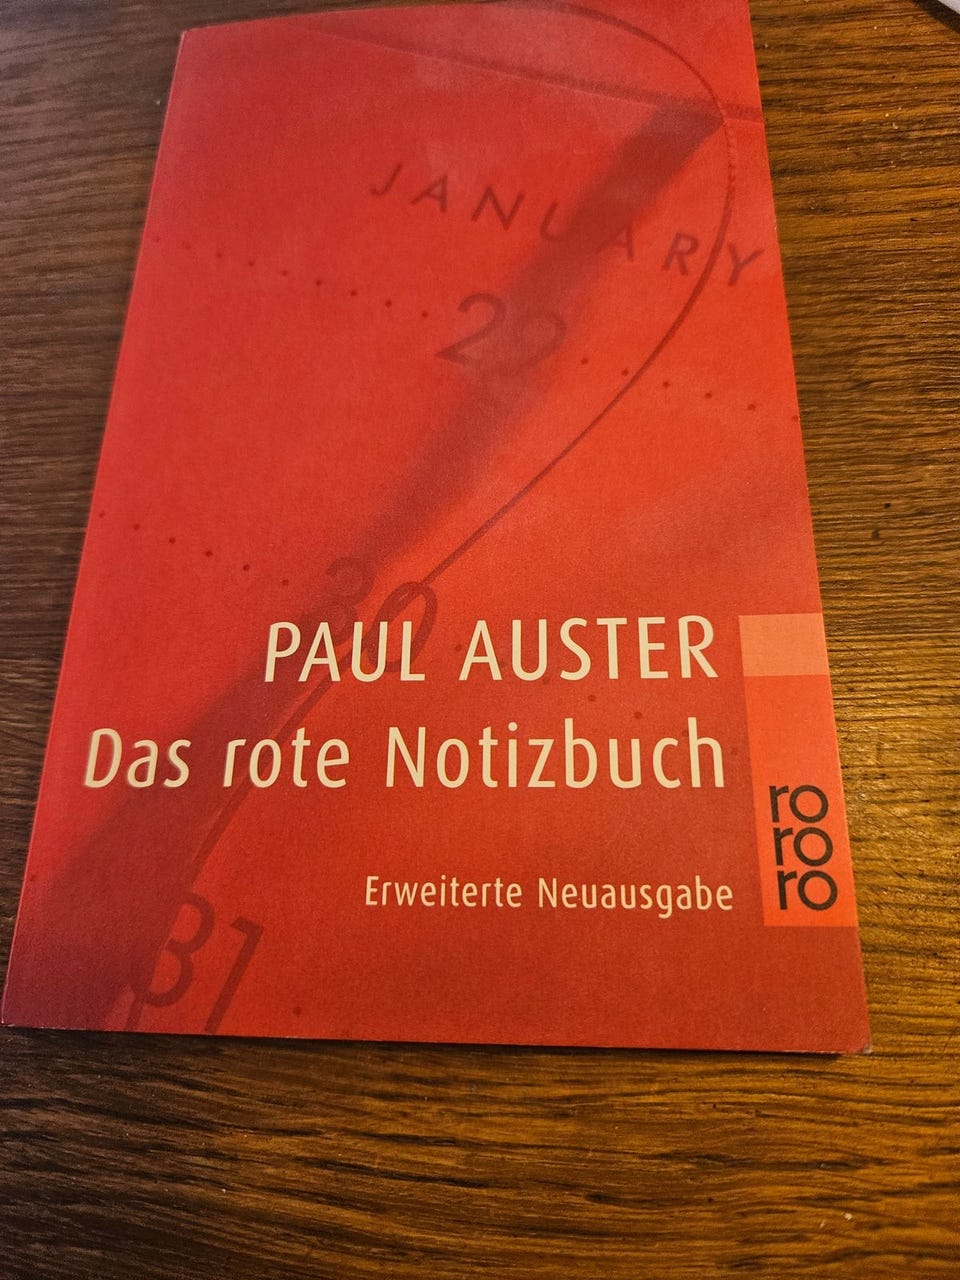 JANUARY
29
30
PAUL AUSTER
Das rote Notizbuch
ro
ro
ro
Erweiterte Neuausgabe
31